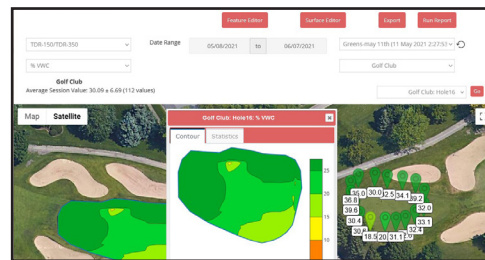 Feature Editor
Surface Editor
Export
Run Report
TDR-150/TDR-350
Date Range
05/08/2021
to
06/07/2021
Greens-may 11th (11 May 2021 2:27:51
% VWC
Golf Club
Golf Club
Average Session Value: 30.09 ± 6.69 (112 values)
Golf Club: Hole16
Go
Map
Satellite
Golf Club: Hole16: % VWC
Contour
Statistics
25
20
15
10
35.0
30.0
32.5
34.1
39.2
36.8
39.6
32.0
30.4
33.1
32.4
18.5
20
31.1